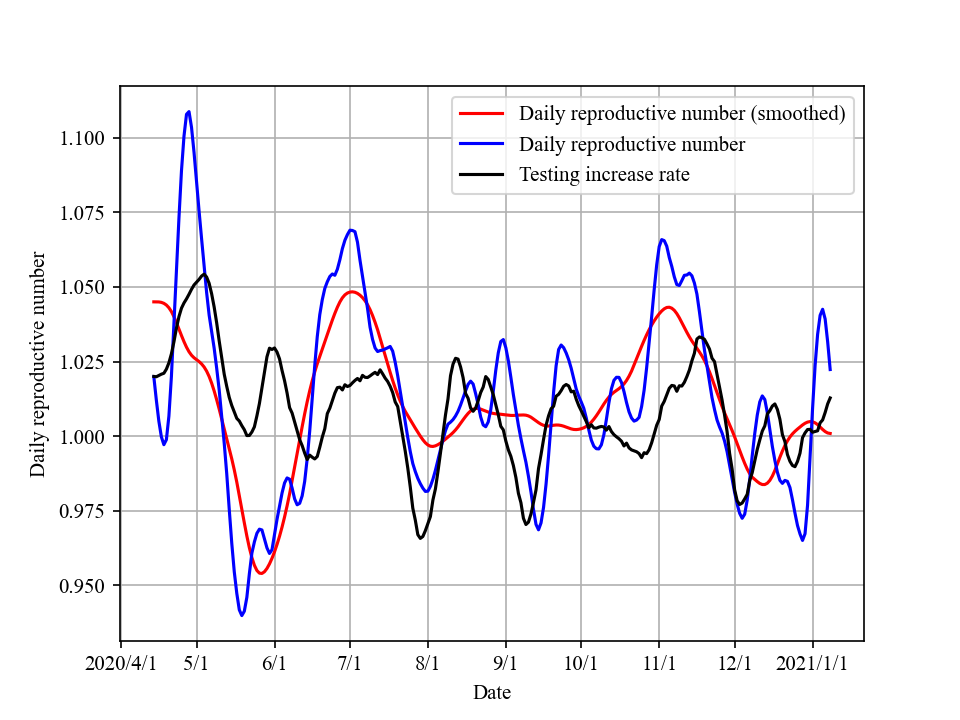 Daily reproductive number (smoothed)
Daily reproductive number
Testing increase rate
Daily reproductive number
1.100
1.075
1.050
1.025
1.000
0.975
0.950
2020/4/1 5/1 6/1 7/1 8/1 9/1 10/1 11/1 12/1 2021/1/1
Date